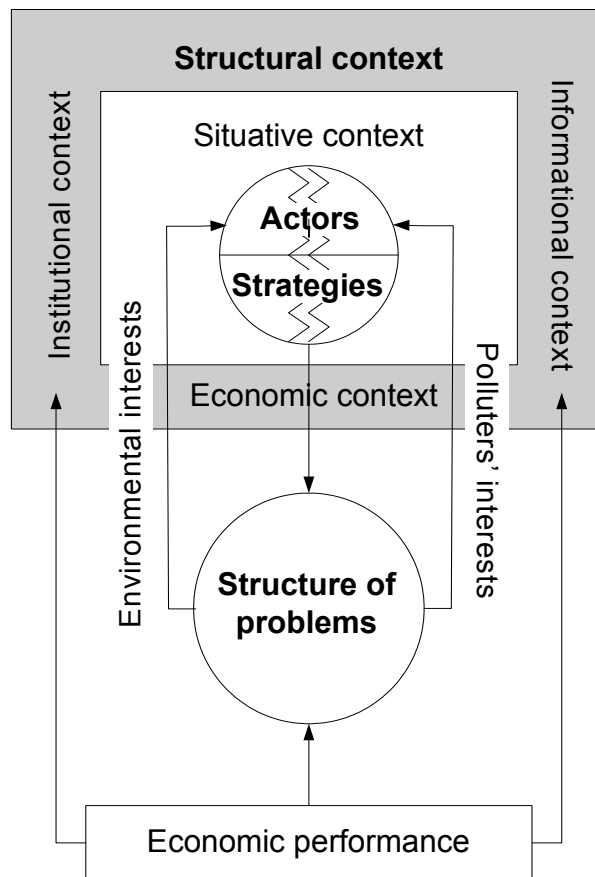 Structural context
Institutional context
Informational context
Situative context
Actors
Strategies
Economic context
Environmental interests
Polluters’ interests
Structure of
problems
Economic performance